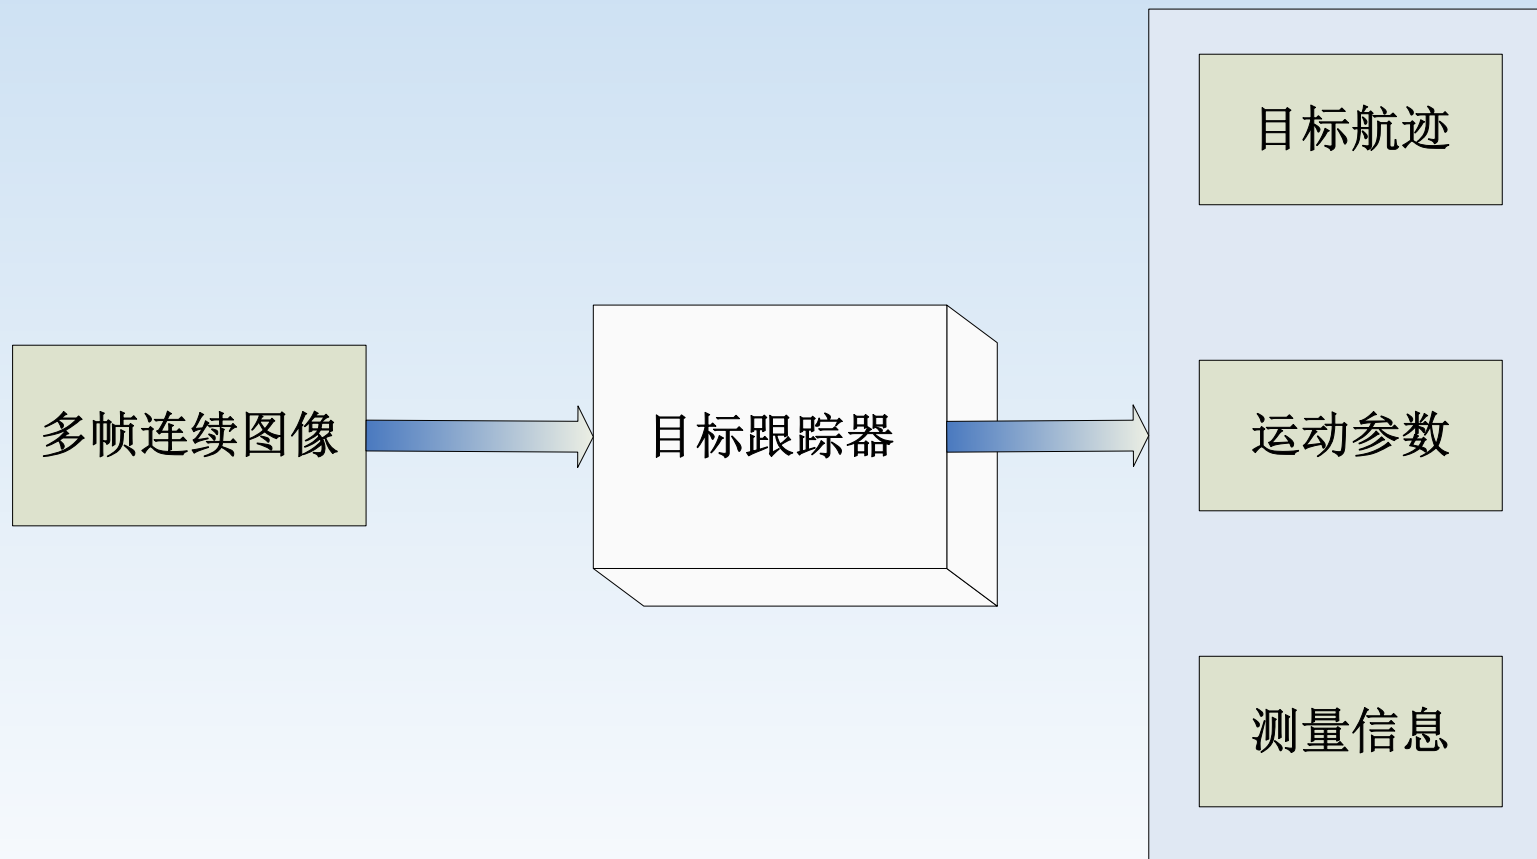 多帧连续图像
目标跟踪器
目标航迹
运动参数
测量信息